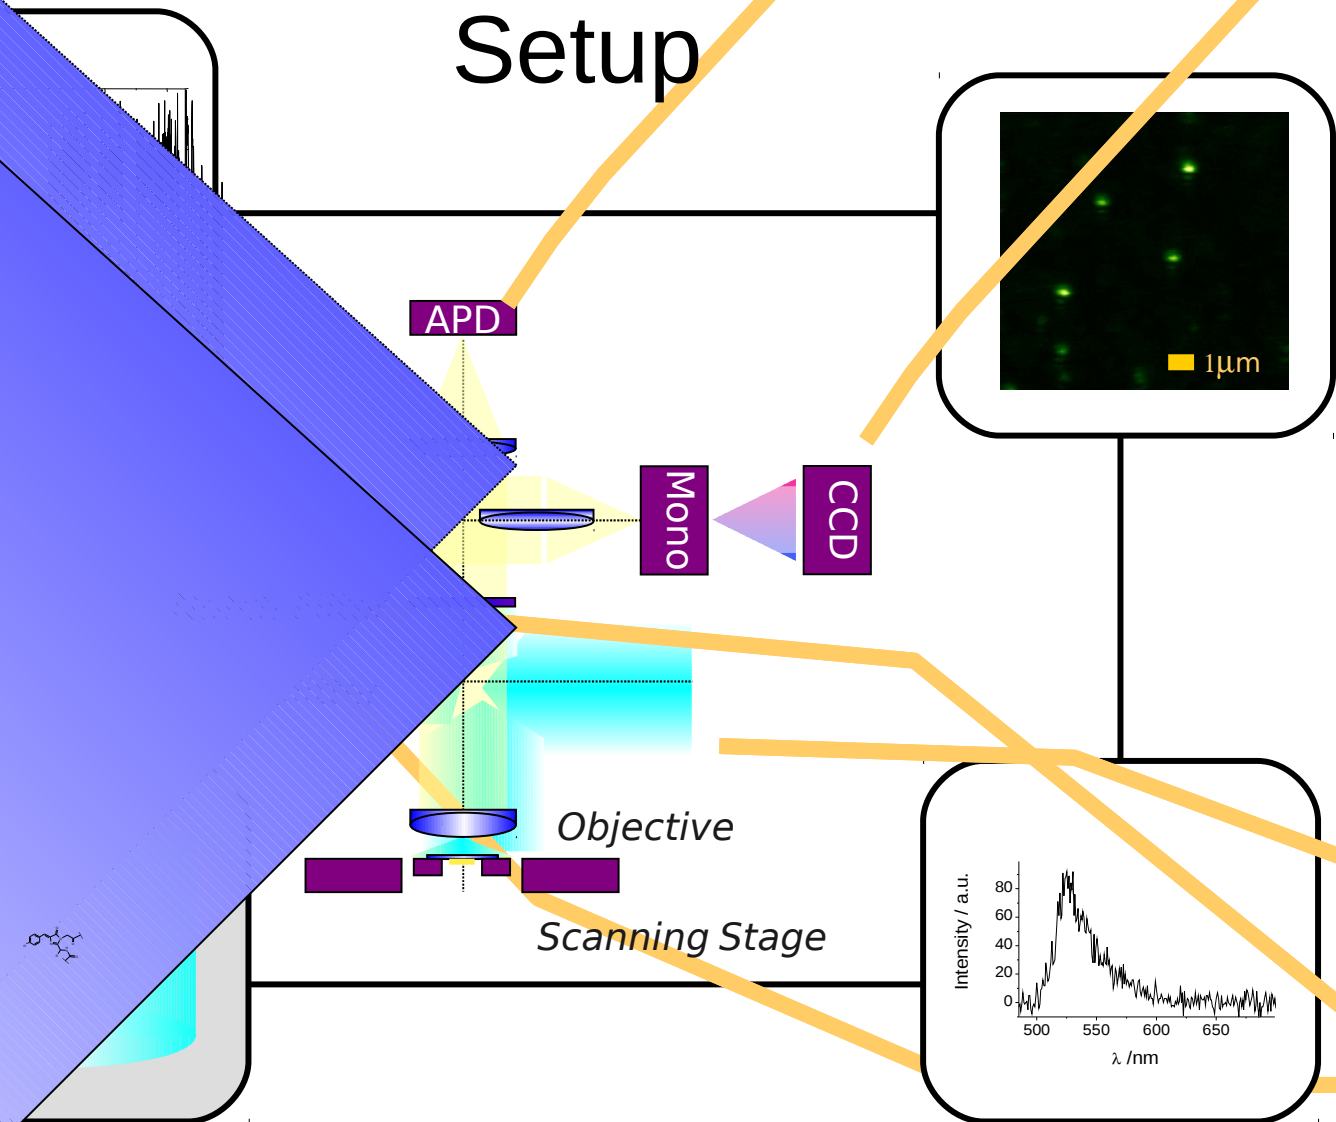 Setup
APD
1μm
Mono
CCD
Objective
Scanning Stage
Intensity / a.u.
80
60
40
20
0
500 550 600 650
λ /nm